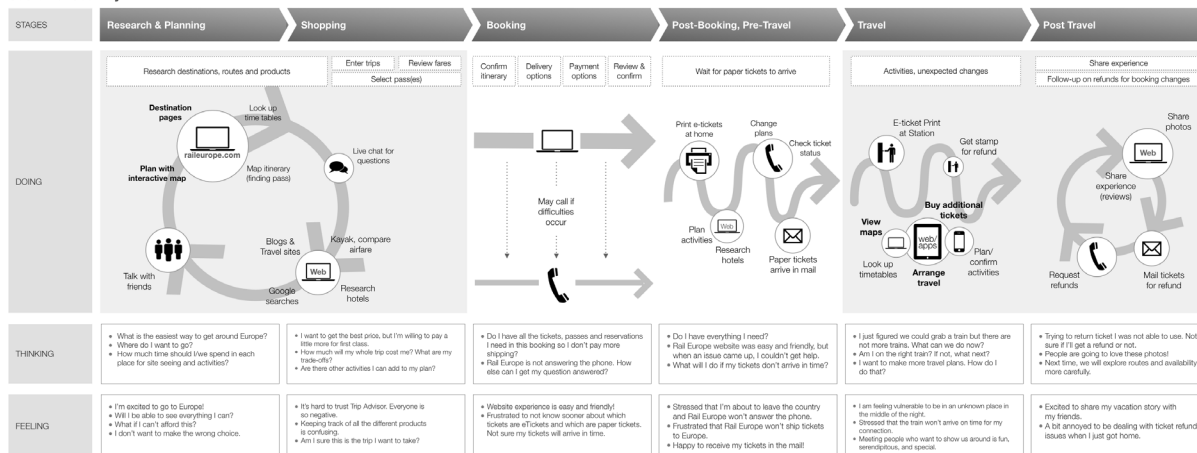 STAGES
Research & Planning
Shopping
Booking
Post-Booking, Pre-Travel
Travel
Post Travel
DOING
Research destinations, routes and products
Enter trips
Review fares
Select pass(es)
Destination
pages
Look up
time tables
raileurope.com
Plan with
interactive map
Map itinerary
(finding pass)
Live chat for
questions
Talk with
friends
Blogs &
Travel sites
Kayak, compare
airfare
Web
Google
searches
Research
hotels
Confirm
itinerary
Delivery
options
Payment
options
Review &
confirm
May call if
difficulties
occur
Wait for paper tickets to arrive
Print e-tickets
at home
Change
plans
Check ticket
status
Plan
activities
Web
Research
hotels
Paper tickets
arrive in mail
Activities, unexpected changes
E-ticket Print
at Station
Get stamp
for refund
Buy additional
tickets
View
maps
web/
apps
Look up
timetables
Plan/
confirm
activities
Arrange
travel
Share experience
Follow-up on refunds for booking changes
Share
photos
Web
Share
experience
(reviews)
Request
refunds
Mail tickets
for refund
THINKING
• What is the easiest way to get around Europe?
• Where do I want to go?
• How much time should I/we spend in each
place for site seeing and activities?
• I want to get the best price, but I'm willing to pay a
little more for first class.
• How much will my whole trip cost me? What are my
trade-offs?
• Are there other activities I can add to my plan?
• Do I have all the tickets, passes and reservations
I need in this booking so I don't pay more
shipping?
• Rail Europe is not answering the phone. How
else can I get my question answered?
• Do I have everything I need?
• Rail Europe website was easy and friendly, but
when an issue came up, I couldn't get help.
• What will I do if my tickets don't arrive in time?
• I just figured we could grab a train but there are
not more trains. What can we do now?
• Am I on the right train? If not, what next?
• I want to make more travel plans. How do I
do that?
• Trying to return ticket I was not able to use. Not
sure if I'll get a refund or not.
• People are going to love these photos!
• Next time, we will explore routes and availability
more carefully.
FEELING
• I'm excited to go to Europe!
• Will I be able to see everything I can?
• What if I can't afford this?
• I don't want to make the wrong choice.
• It's hard to trust Trip Advisor. Everyone is
so negative.
• Keeping track of all the different products
is confusing.
• Am I sure this is the trip I want to take?
• Website experience is easy and friendly!
• Frustrated to not know sooner about which
tickets are eTickets and which are paper tickets.
Not sure my tickets will arrive in time.
• Stressed that I'm about to leave the country
and Rail Europe won't answer the phone.
• Frustrated that Rail Europe won't ship tickets
to Europe.
• Happy to receive my tickets in the mail!
• I am feeling vulnerable to be in an unknown place in
the middle of the night.
• Stressed that the train won't arrive on time for my
connection.
• Meeting people who want to show us around is fun,
serendipitous, and special.
• Excited to share my vacation story with
my friends.
• A bit annoyed to be dealing with ticket refund
issues when I just got home.